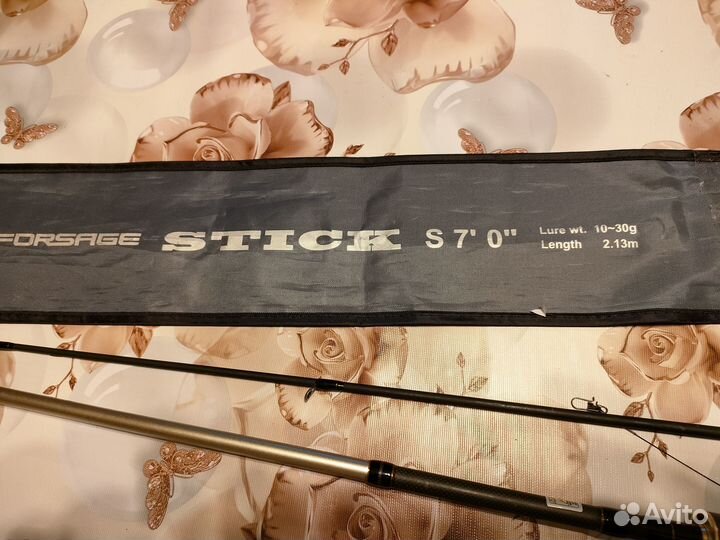 FORSAGE STICK S 7' 0"
Lure wt. 10~30g
Length 2.13m
Avito